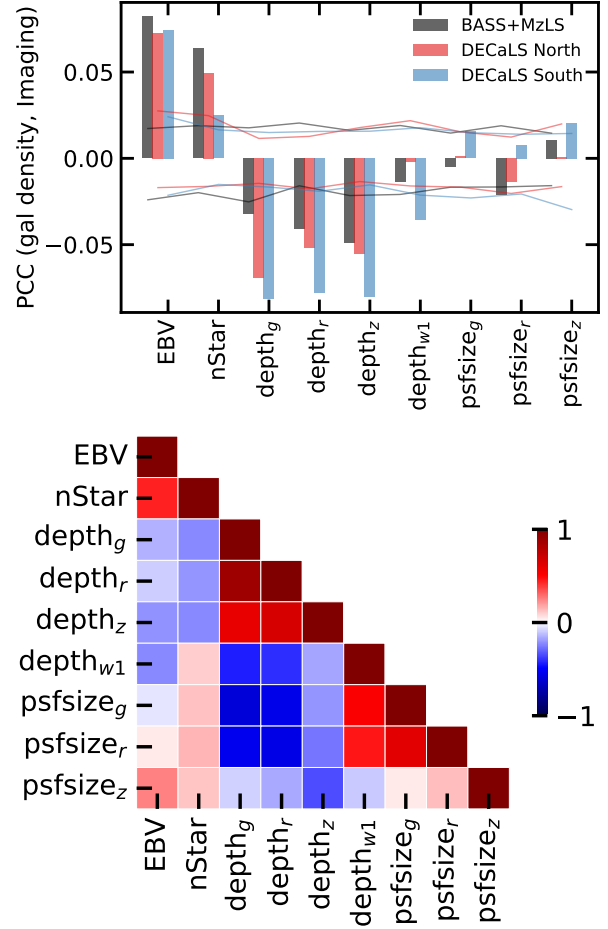 PCC (gal density, Imaging)
0.05
0.00
−0.05
BASS+MzLS
DECaLS North
DECaLS South
EBV
nStar
depth_g
depth_r
depth_z
depth_w1
psfsize_g
psfsize_r
psfsize_z
EBV
nStar
depth_g
depth_r
depth_z
depth_w1
psfsize_g
psfsize_r
psfsize_z
1
0
−1
EBV
nStar
depth_g
depth_r
depth_z
depth_w1
psfsize_g
psfsize_r
psfsize_z